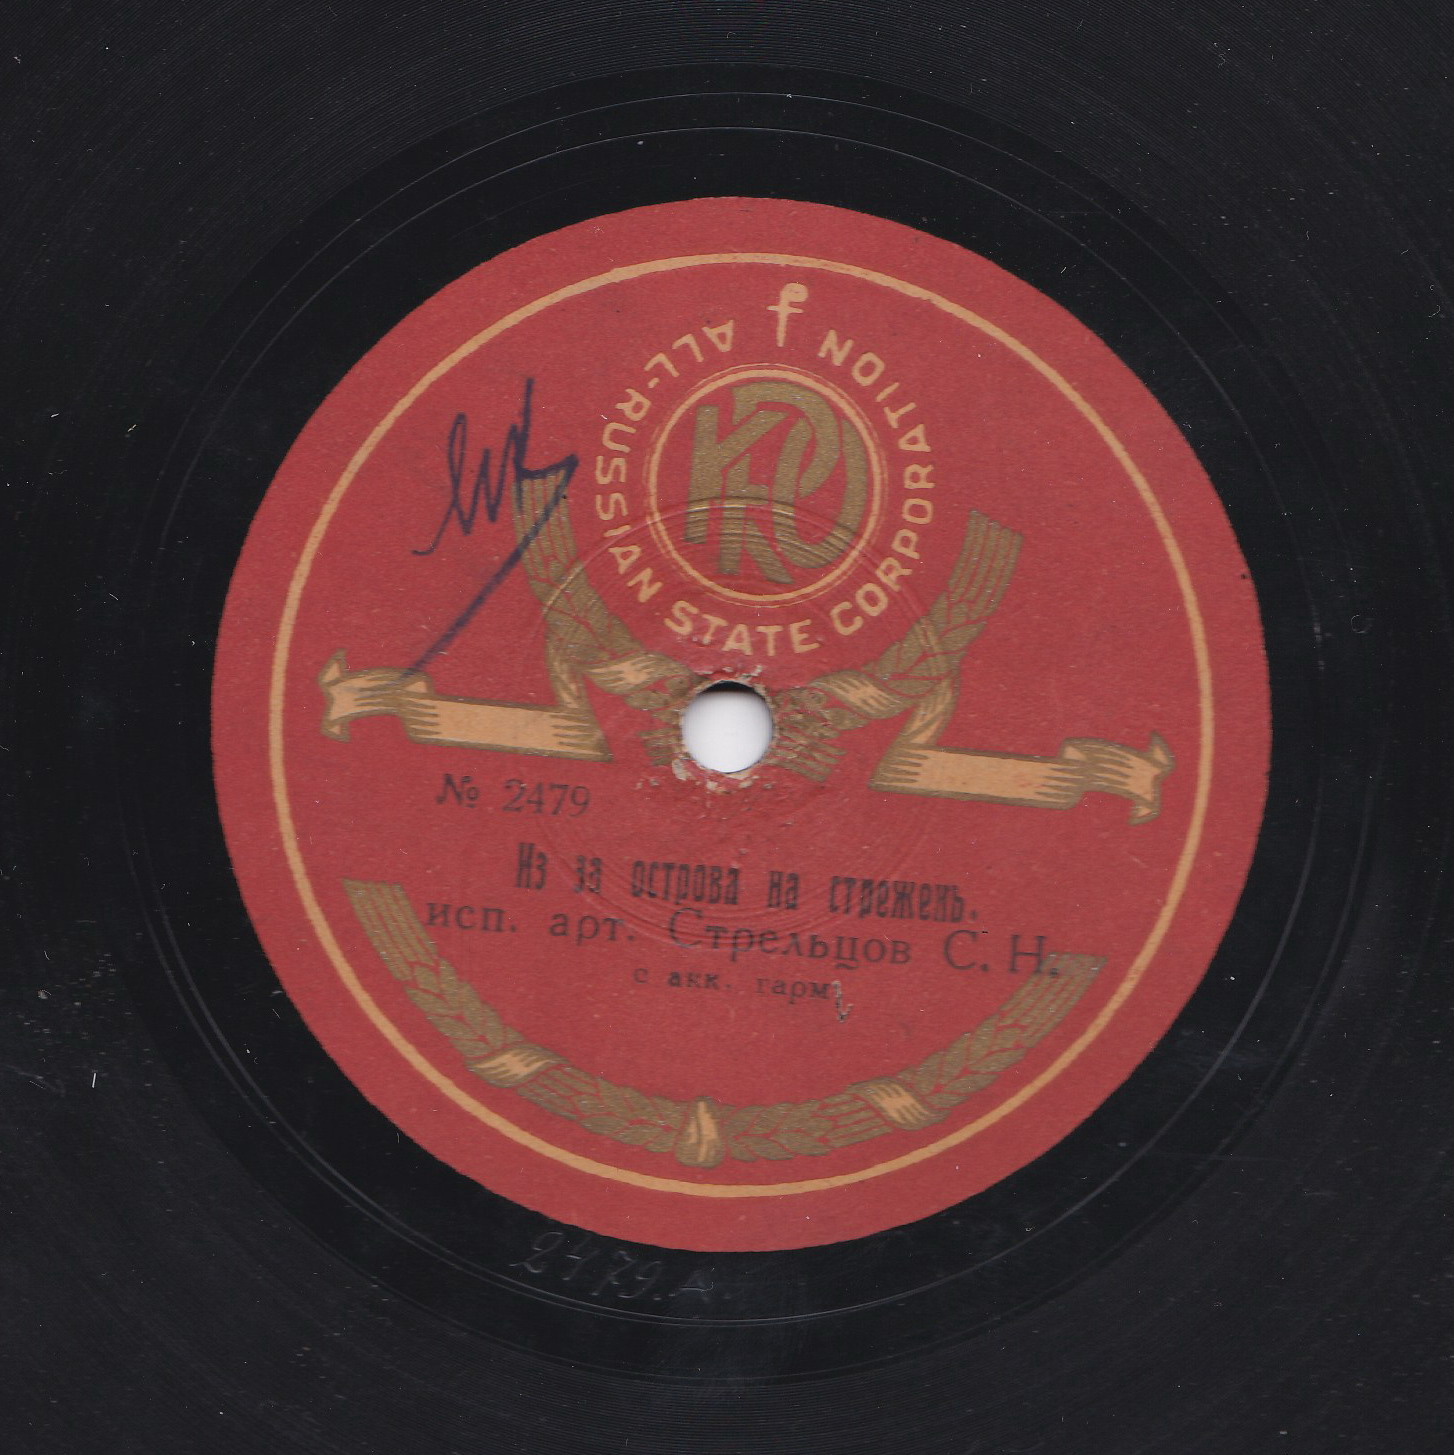 ALL-RUSSIAN STATE CORPORATION
№ 2479
Из за острова на стрежень.
исп. арт. Стрельцов С. Н.
с акк. гарм
2479.A